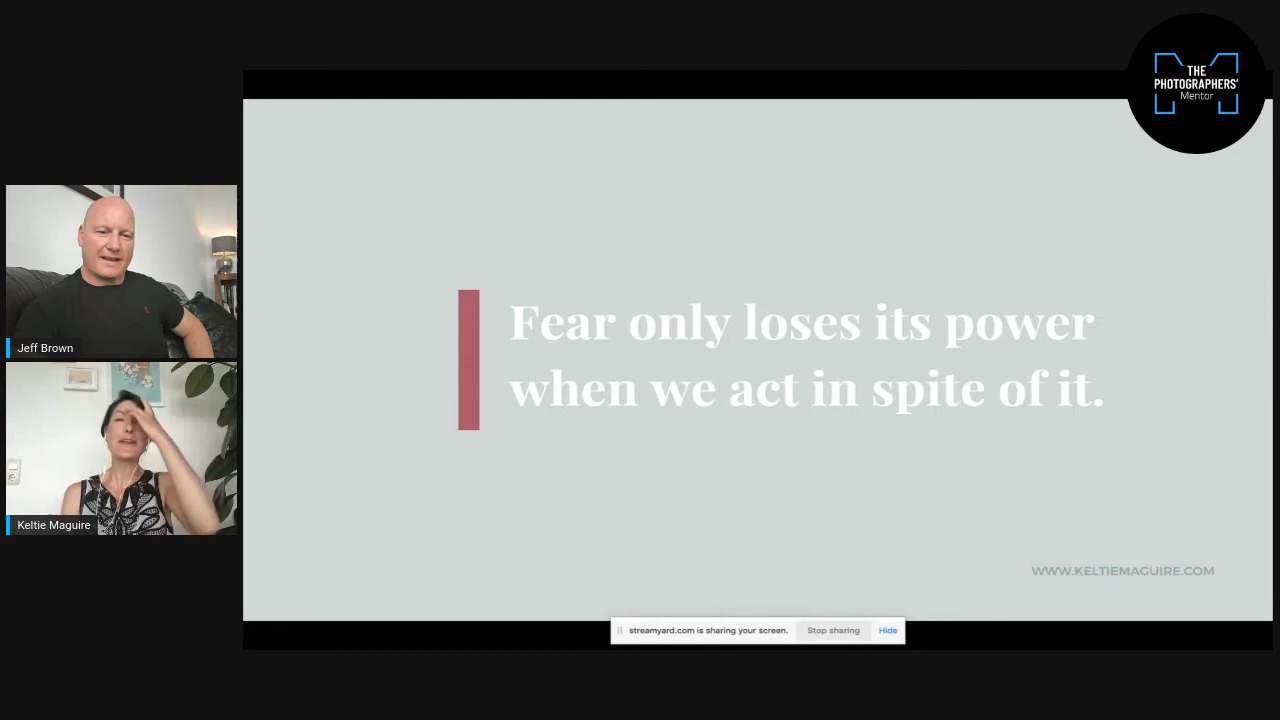 THE
PHOTOGRAPHERS'
Mentor
Jeff Brown
Keltie Maguire
Fear only loses its power
when we act in spite of it.
WWW.KELTIEMAGUIRE.COM
streamyard.com is sharing your screen. Stop sharing Hide